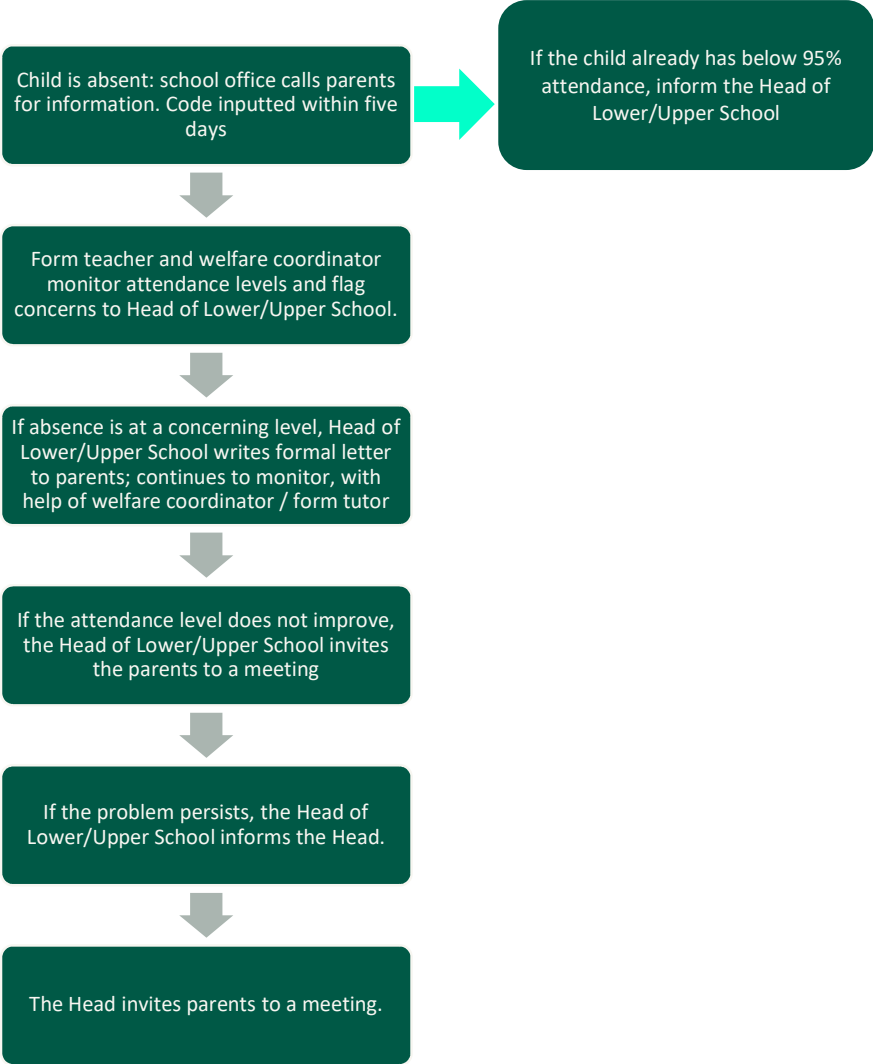 Child is absent: school office calls parents
for information. Code inputted within five
days
If the child already has below 95%
attendance, inform the Head of
Lower/Upper School
Form teacher and welfare coordinator
monitor attendance levels and flag
concerns to Head of Lower/Upper School.
If absence is at a concerning level, Head of
Lower/Upper School writes formal letter
to parents; continues to monitor, with
help of welfare coordinator / form tutor
If the attendance level does not improve,
the Head of Lower/Upper School invites
the parents to a meeting
If the problem persists, the Head of
Lower/Upper School informs the Head.
The Head invites parents to a meeting.